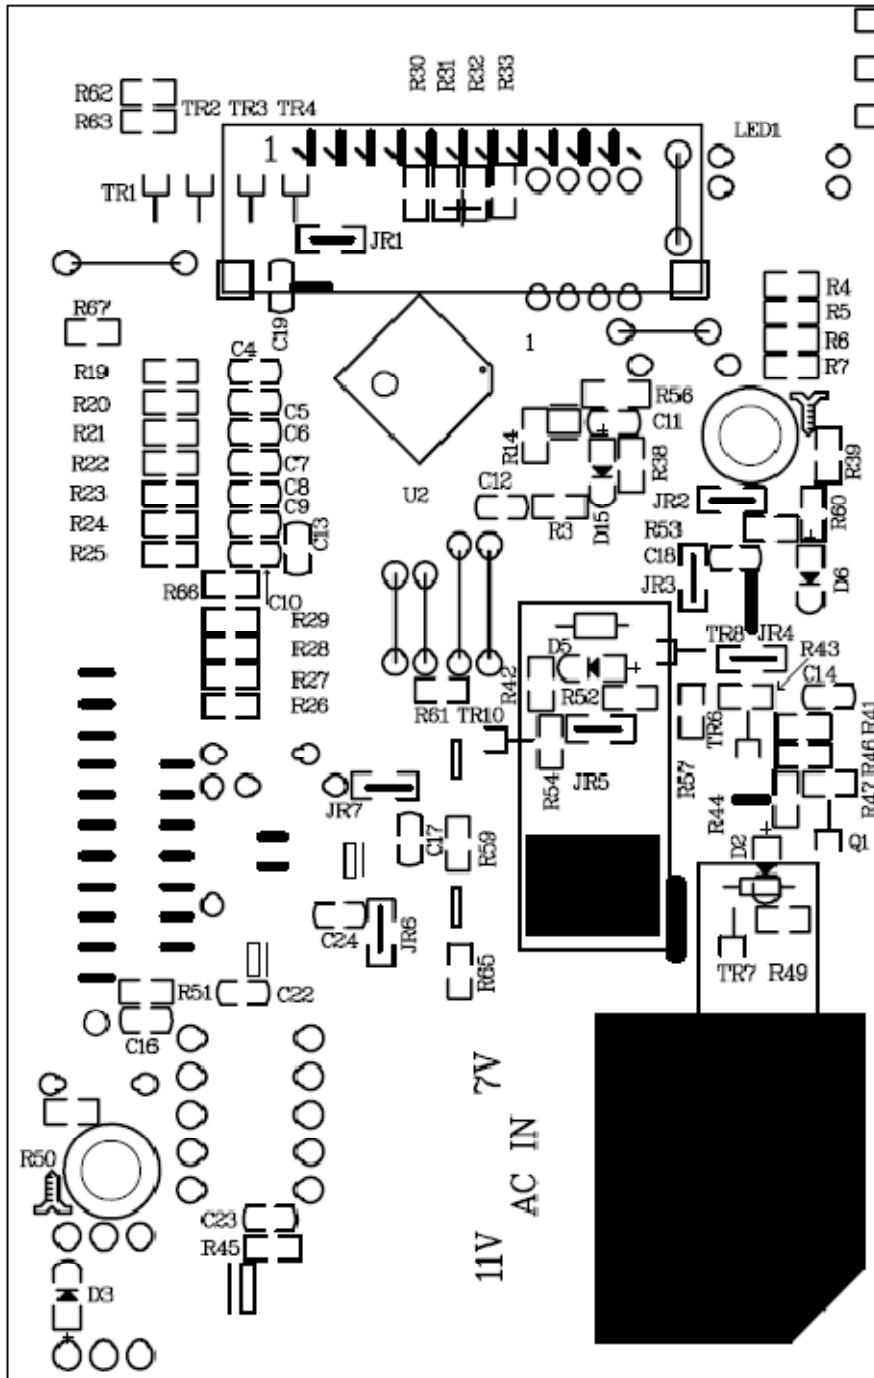 R30 R31 R32 R33
R62
R63
TR2 TR3 TR4
LED1
1
TR1
JR1
R4
R67
R5
C19
R6
1
C4
R7
R19
R20
C5
R56
R21
C6
C11
R14
R22
C7
R38
R39
R23
C8
U2
C12
JR2
R60
R24
C9
R3
D15
R53
R25
C13
C18
R66
JR3
D6
C10
R29
R28
D5
TR8 JR4
R43
R27
R42
R52
C14
R26
R61 TR10
TR6
R41
R54
JR5
R57
R46
JR7
R44
R47
C17
R59
D2
Q1
C24
JR6
R65
TR7 R49
R51
C22
C16
7V
R50
AC IN
C23
R45
11V
D3